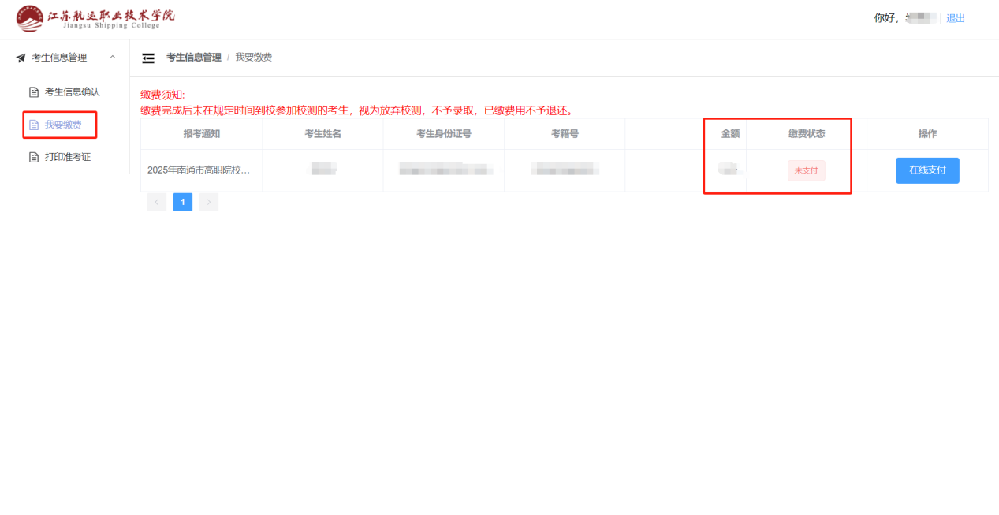 江苏航运职业技术学院
Jiangsu Shipping College
你好，
退出
考生信息管理
考生信息管理 / 我要缴费
考生信息确认
我要缴费
打印准考证
缴费须知:
缴费完成后未在规定时间到校参加校测的考生，视为放弃校测，不予录取，已缴费用不予退还。
报考通知 考生姓名 考生身份证号 考籍号 金额 缴费状态 操作
2025年南通市高职院校... 未支付 在线支付
1